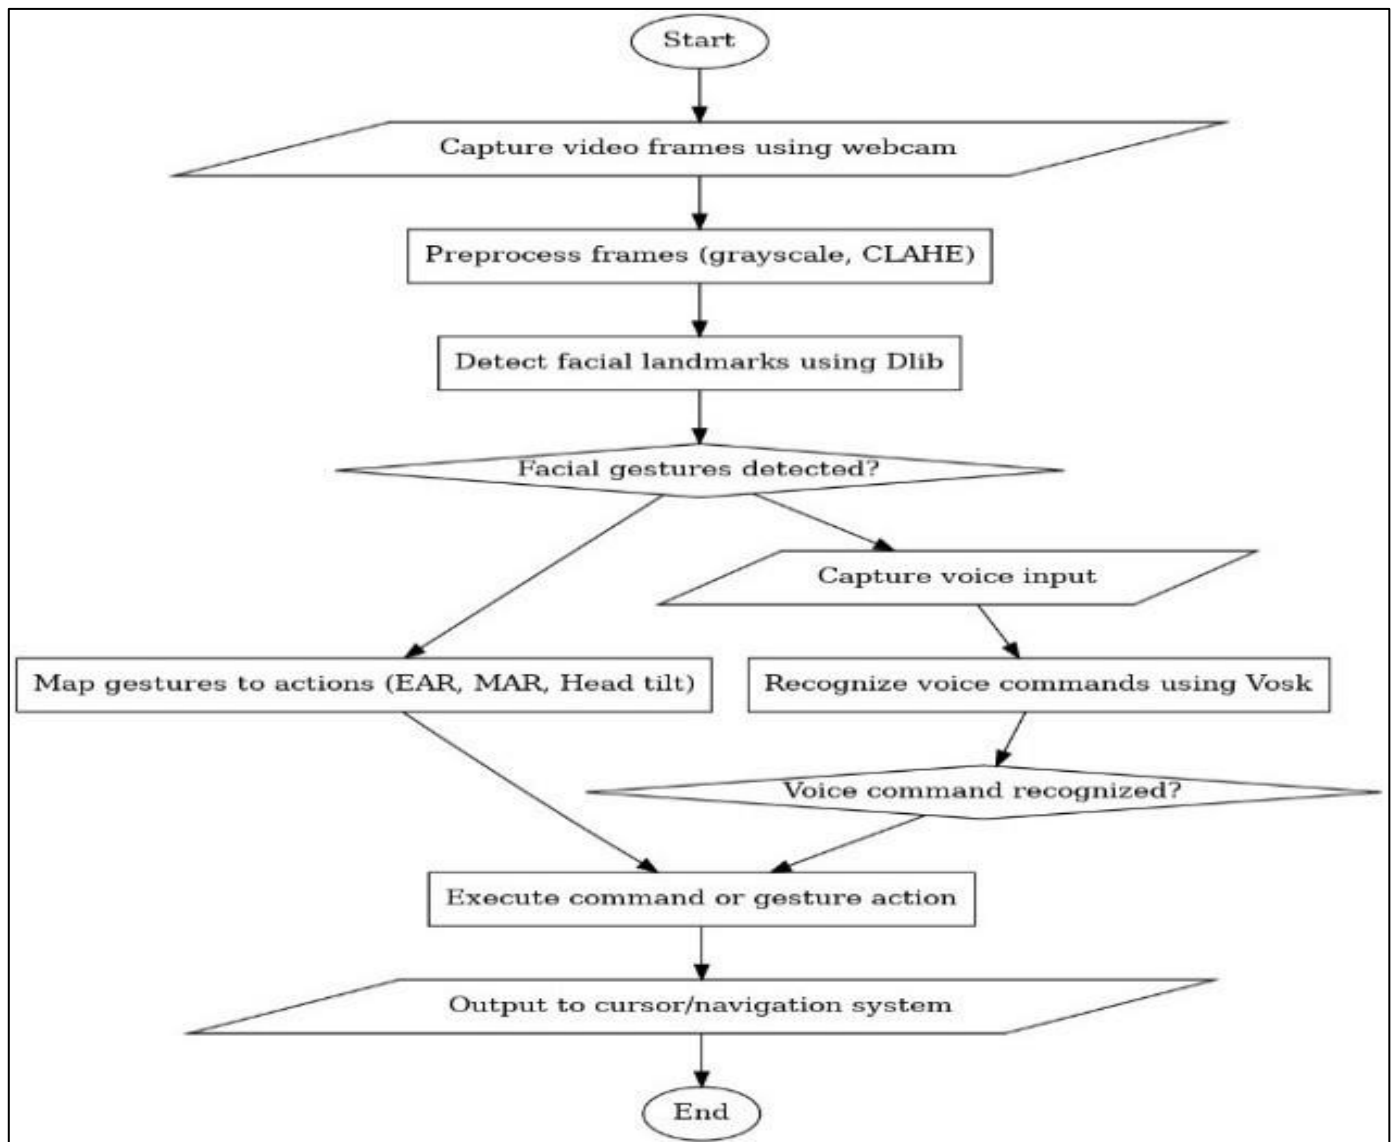 Start
Capture video frames using webcam
Preprocess frames (grayscale, CLAHE)
Detect facial landmarks using Dlib
Facial gestures detected?
Capture voice input
Map gestures to actions (EAR, MAR, Head tilt)
Recognize voice commands using Vosk
Voice command recognized?
Execute command or gesture action
Output to cursor/navigation system
End